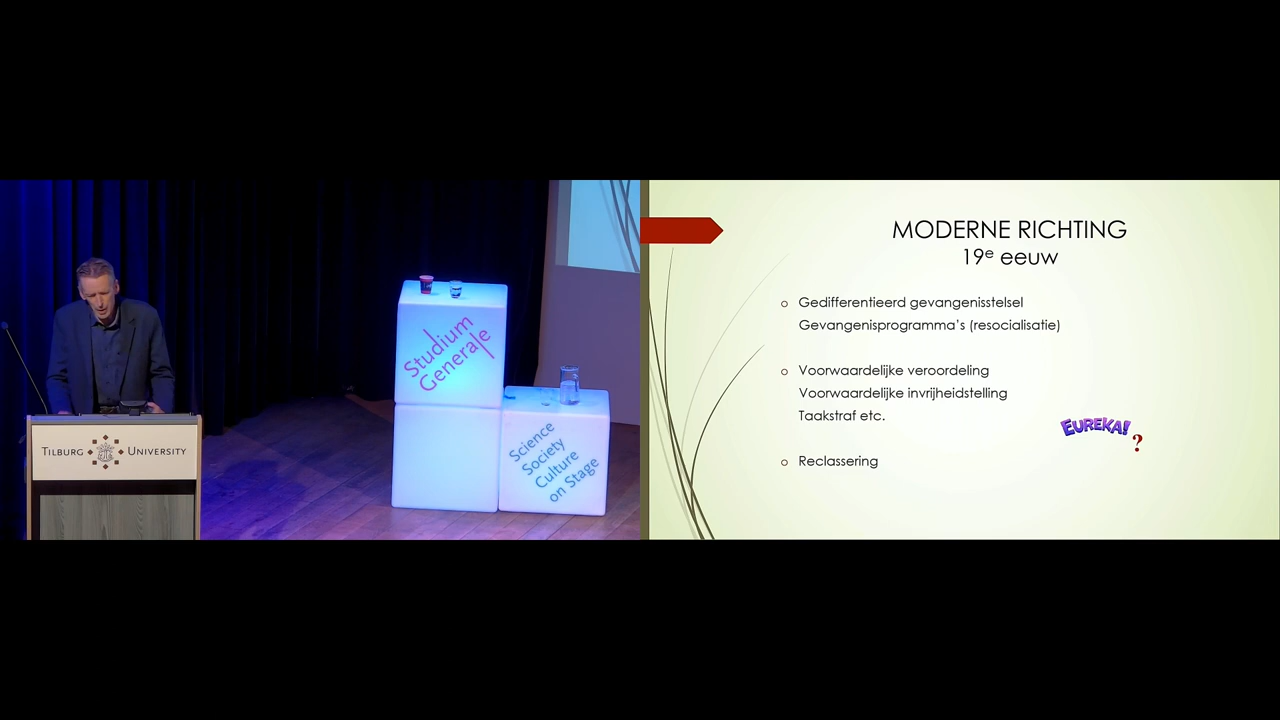 Studium
Generale
Science
Society
Culture
on Stage
TILBURG UNIVERSITY
MODERNE RICHTING
19e eeuw
o Gedifferentieerd gevangenisstelsel
Gevangenisprogramma's (resocialisatie)
o Voorwaardelijke veroordeling
Voorwaardelijke invrijheidstelling
Taakstraf etc.
EUREKA!
?
o Reclassering